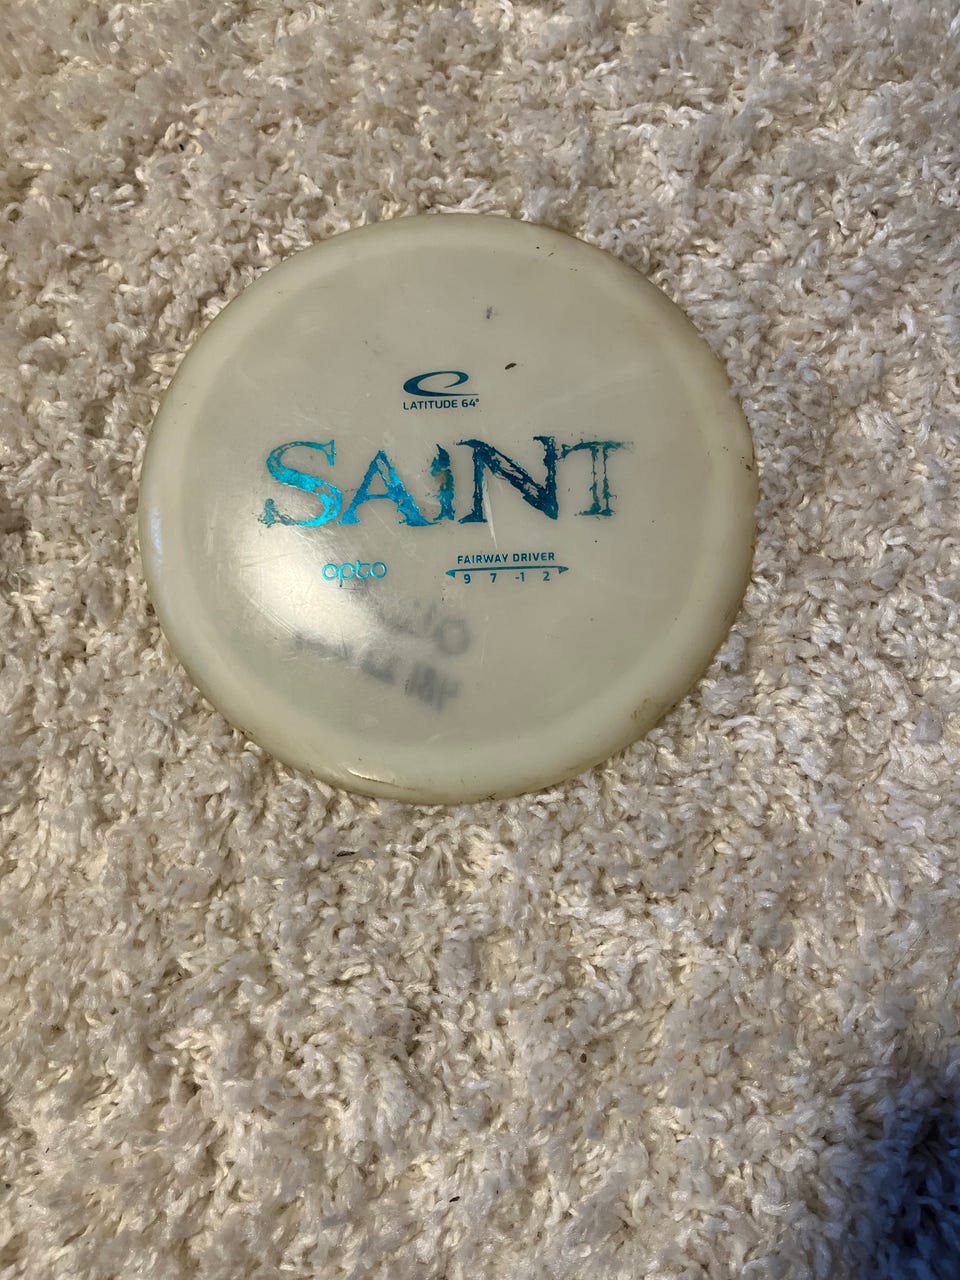 LATITUDE 64°
SAINT
opto
FAIRWAY DRIVER
9 7 -1 2